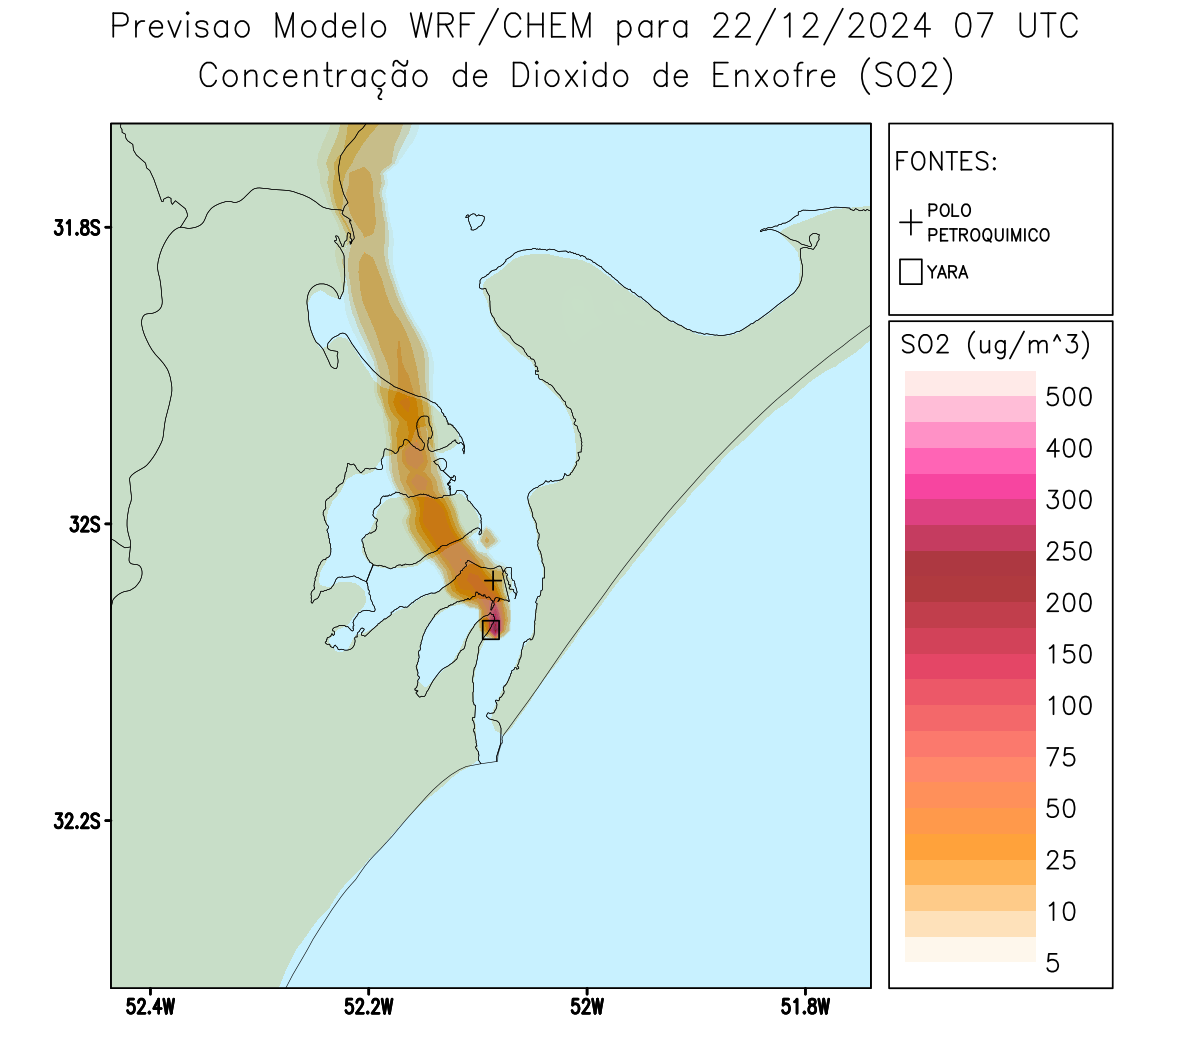 Previsao Modelo WRF/CHEM para 22/12/2024 07 UTC
Concentração de Dioxido de Enxofre (SO2)
FONTES:
POLO
PETROQUIMICO
YARA
SO2 (ug/m^3)
500
400
300
250
200
150
100
75
50
25
10
5
31.8S
32S
32.2S
52.4W
52.2W
52W
51.8W